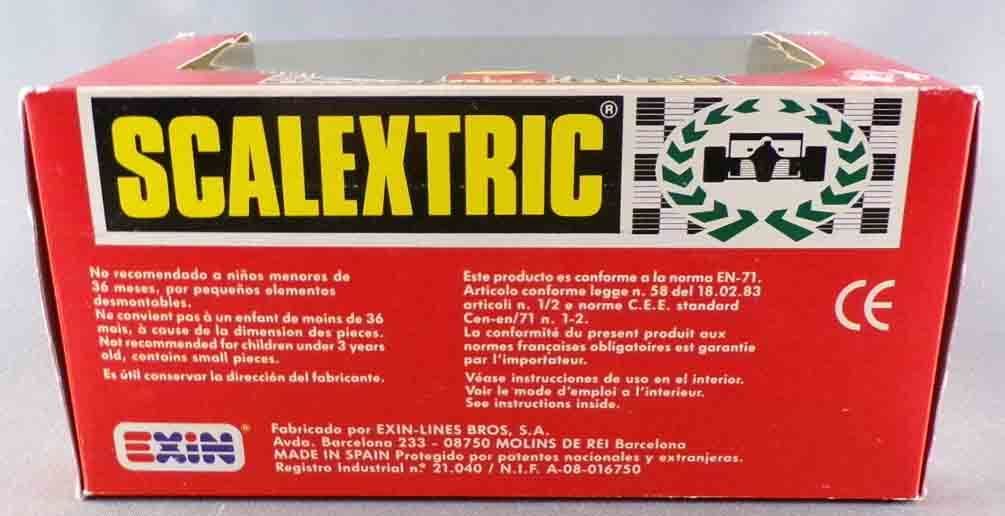 SCALEXTRIC®
No recomendado a niños menores de
36 meses, por pequeños elementos
desmontables.
Ne convient pas à un enfant de moins de 36
mois, à cause de la dimension des pieces.
Not recommended for children under 3 years
old, contains small pieces.
Es útil conservar la dirección del fabricante.
Este producto es conforme a la norma EN-71.
Articolo conforme legge n. 58 del 18.02.83
articoli n. 1/2 e norme C.E.E. standard
Cen-en/71 n. 1-2.
La conformité du present produit aux
normes françaises obligatoires est garantie
par l'importateur.
Véase instrucciones de uso en el interior.
Voir le mode d'emploi a l'interieur.
See instructions inside.
CE
EXIN®
Fabricado por EXIN-LINES BROS, S.A.
Avda. Barcelona 233 - 08750 MOLINS DE REI Barcelona
MADE IN SPAIN Protegido por patentes nacionales y extranjeras.
Registro Industrial n.º 21.040 / N.I.F. A-08-016750